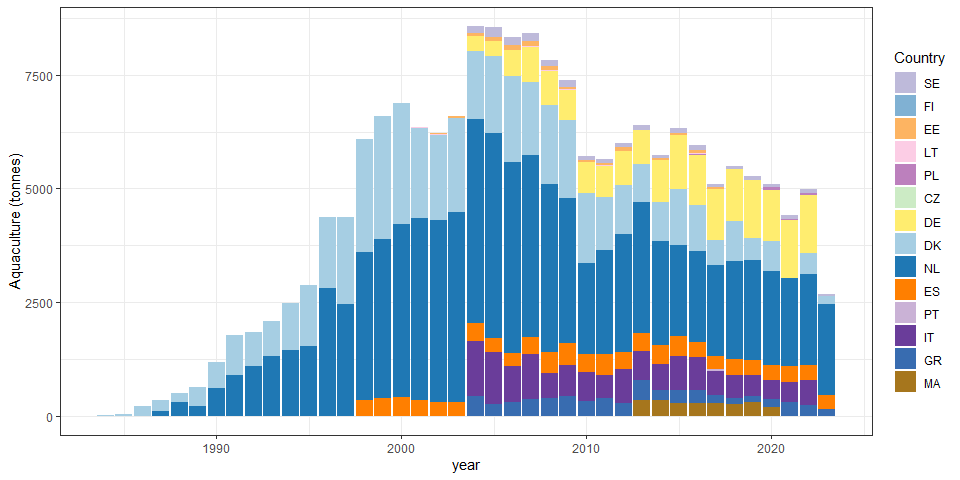 Aquaculture (tonnes)
7500
5000
2500
0
1990
2000
2010
2020
year
Country
SE
FI
EE
LT
PL
CZ
DE
DK
NL
ES
PT
IT
GR
MA